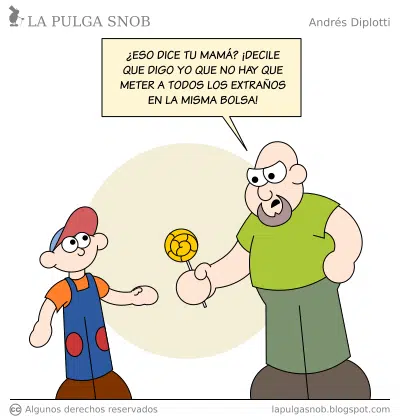 LA PULGA SNOB
Andrés Diplotti
¿ESO DICE TU MAMÁ? ¡DECILE
QUE DIGO YO QUE NO HAY QUE
METER A TODOS LOS EXTRAÑOS
EN LA MISMA BOLSA!
cc Algunos derechos reservados
lapulgasnob.blogspot.com